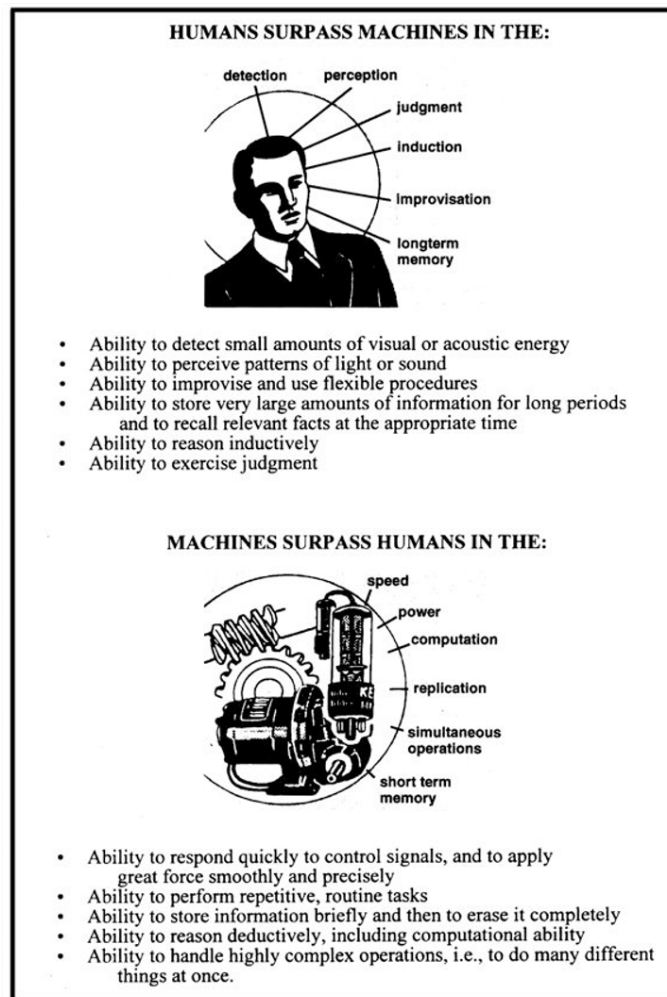 HUMANS SURPASS MACHINES IN THE:
detection
perception
judgment
induction
improvisation
longterm
memory
• Ability to detect small amounts of visual or acoustic energy
• Ability to perceive patterns of light or sound
• Ability to improvise and use flexible procedures
• Ability to store very large amounts of information for long periods
and to recall relevant facts at the appropriate time
• Ability to reason inductively
• Ability to exercise judgment
MACHINES SURPASS HUMANS IN THE:
speed
power
computation
replication
simultaneous
operations
short term
memory
• Ability to respond quickly to control signals, and to apply
great force smoothly and precisely
• Ability to perform repetitive, routine tasks
• Ability to store information briefly and then to erase it completely
• Ability to reason deductively, including computational ability
• Ability to handle highly complex operations, i.e., to do many different
things at once.